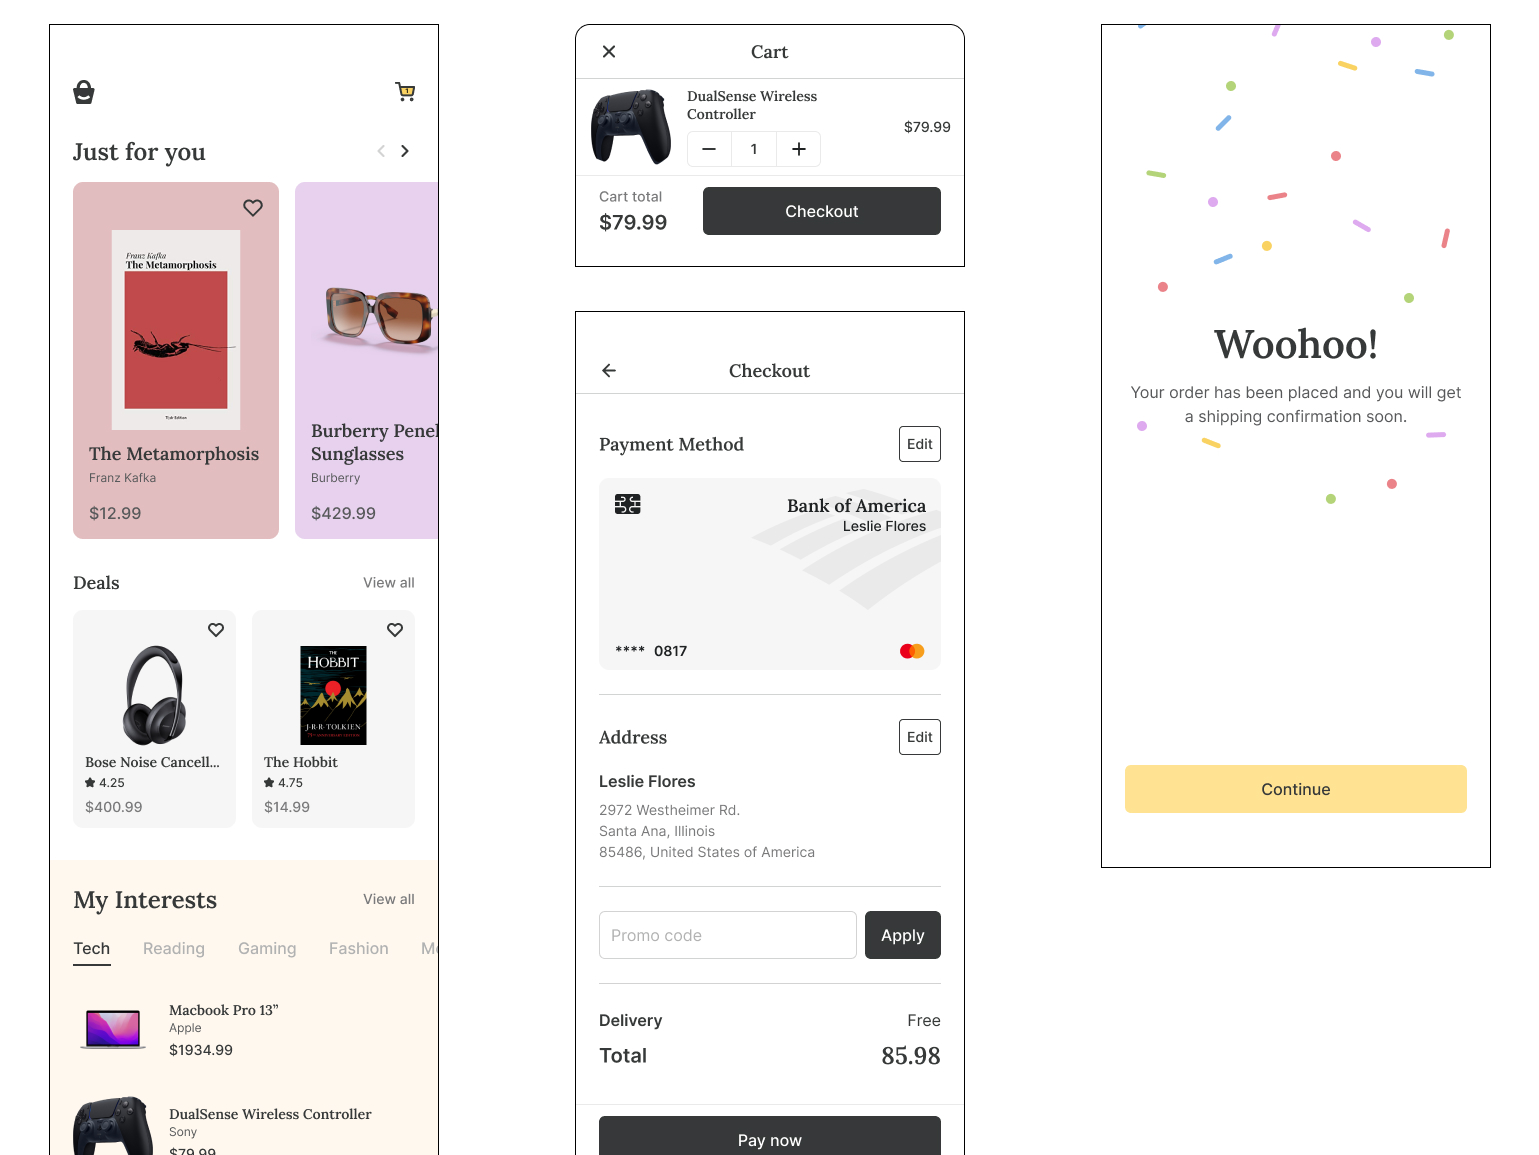 1
Just for you
Franz Kafka
The Metamorphosis
The Metamorphosis
Franz Kafka
$12.99
Burberry Penel
Sunglasses
Burberry
$429.99
Deals
View all
Bose Noise Cancell...
4.25
$400.99
THE
HOBBIT
J·R·R·TOLKIEN
The Hobbit
4.75
$14.99
My Interests
View all
Tech
Reading
Gaming
Fashion
Mo
Macbook Pro 13”
Apple
$1934.99
DualSense Wireless Controller
Sony
$79.99
Cart
DualSense Wireless
Controller
1
$79.99
Cart total
$79.99
Checkout
Checkout
Payment Method
Edit
Bank of America
Leslie Flores
**** 0817
Address
Edit
Leslie Flores
2972 Westheimer Rd.
Santa Ana, Illinois
85486, United States of America
Promo code
Apply
Delivery
Free
Total
85.98
Pay now
Woohoo!
Your order has been placed and you will get
a shipping confirmation soon.
Continue